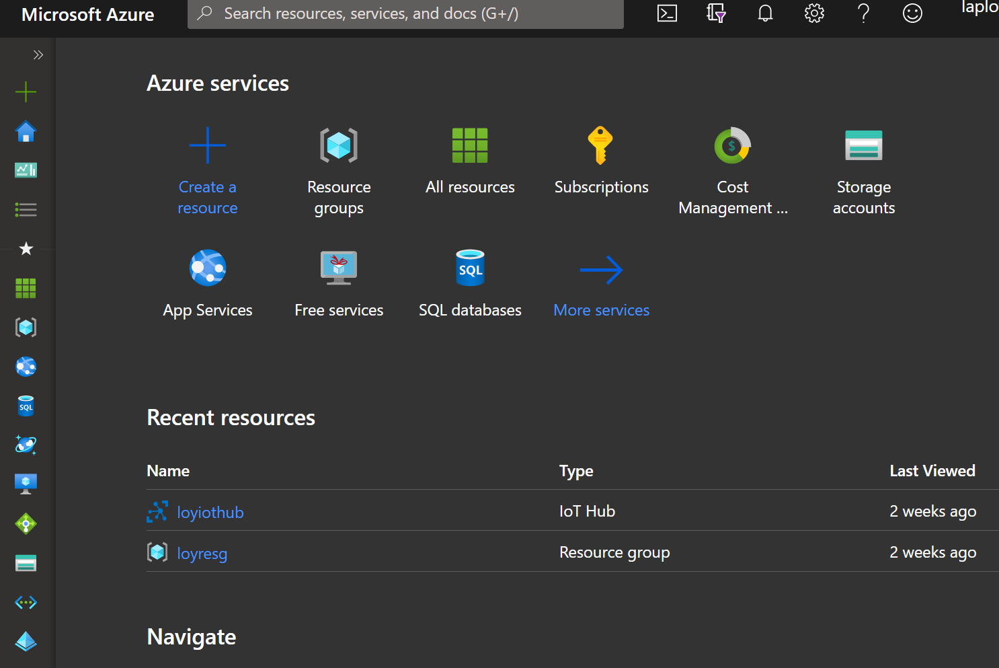 Microsoft Azure
Search resources, services, and docs (G+/)
laplo
Azure services
Create a
resource
Resource
groups
All resources
Subscriptions
Cost
Management ...
Storage
accounts
App Services
Free services
SQL
SQL databases
More services
SQL
Recent resources
Name Type Last Viewed
loyiothub IoT Hub 2 weeks ago
loyresg Resource group 2 weeks ago
Navigate